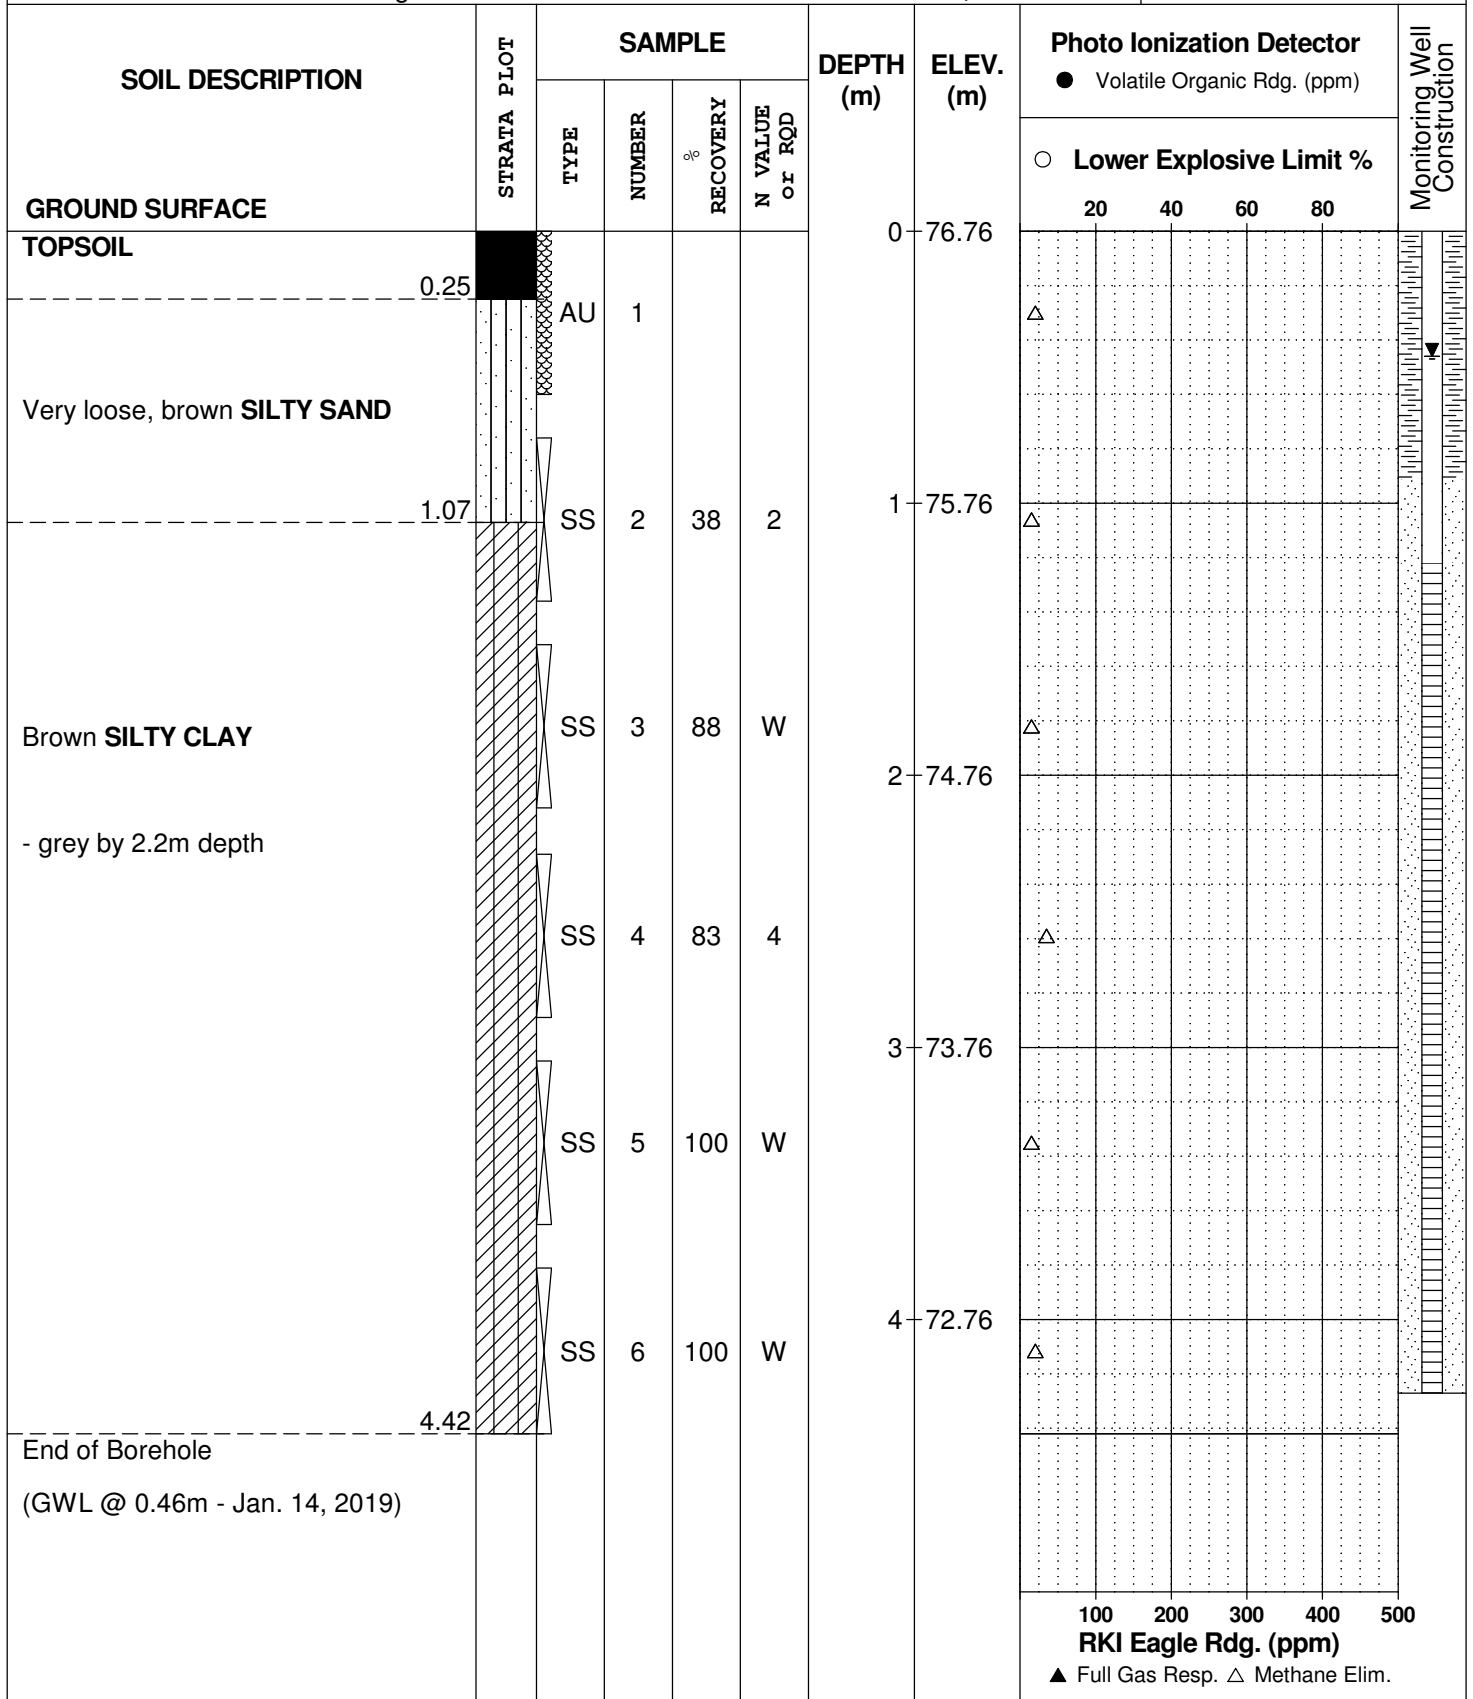 SOIL DESCRIPTION
GROUND SURFACE
STRATA PLOT
SAMPLE
TYPE
NUMBER
%
RECOVERY
N VALUE
or RQD
DEPTH
(m)
ELEV.
(m)
Photo Ionization Detector
● Volatile Organic Rdg. (ppm)
○ Lower Explosive Limit %
20 40 60 80
Monitoring Well
Construction
TOPSOIL
0.25
0 76.76
AU 1
Very loose, brown SILTY SAND
1.07
SS 2 38 2
1 75.76
SS 3 88 W
Brown SILTY CLAY
2 74.76
- grey by 2.2m depth
SS 4 83 4
3 73.76
SS 5 100 W
4 72.76
SS 6 100 W
4.42
End of Borehole
(GWL @ 0.46m - Jan. 14, 2019)
100 200 300 400 500
RKI Eagle Rdg. (ppm)
▲ Full Gas Resp. △ Methane Elim.